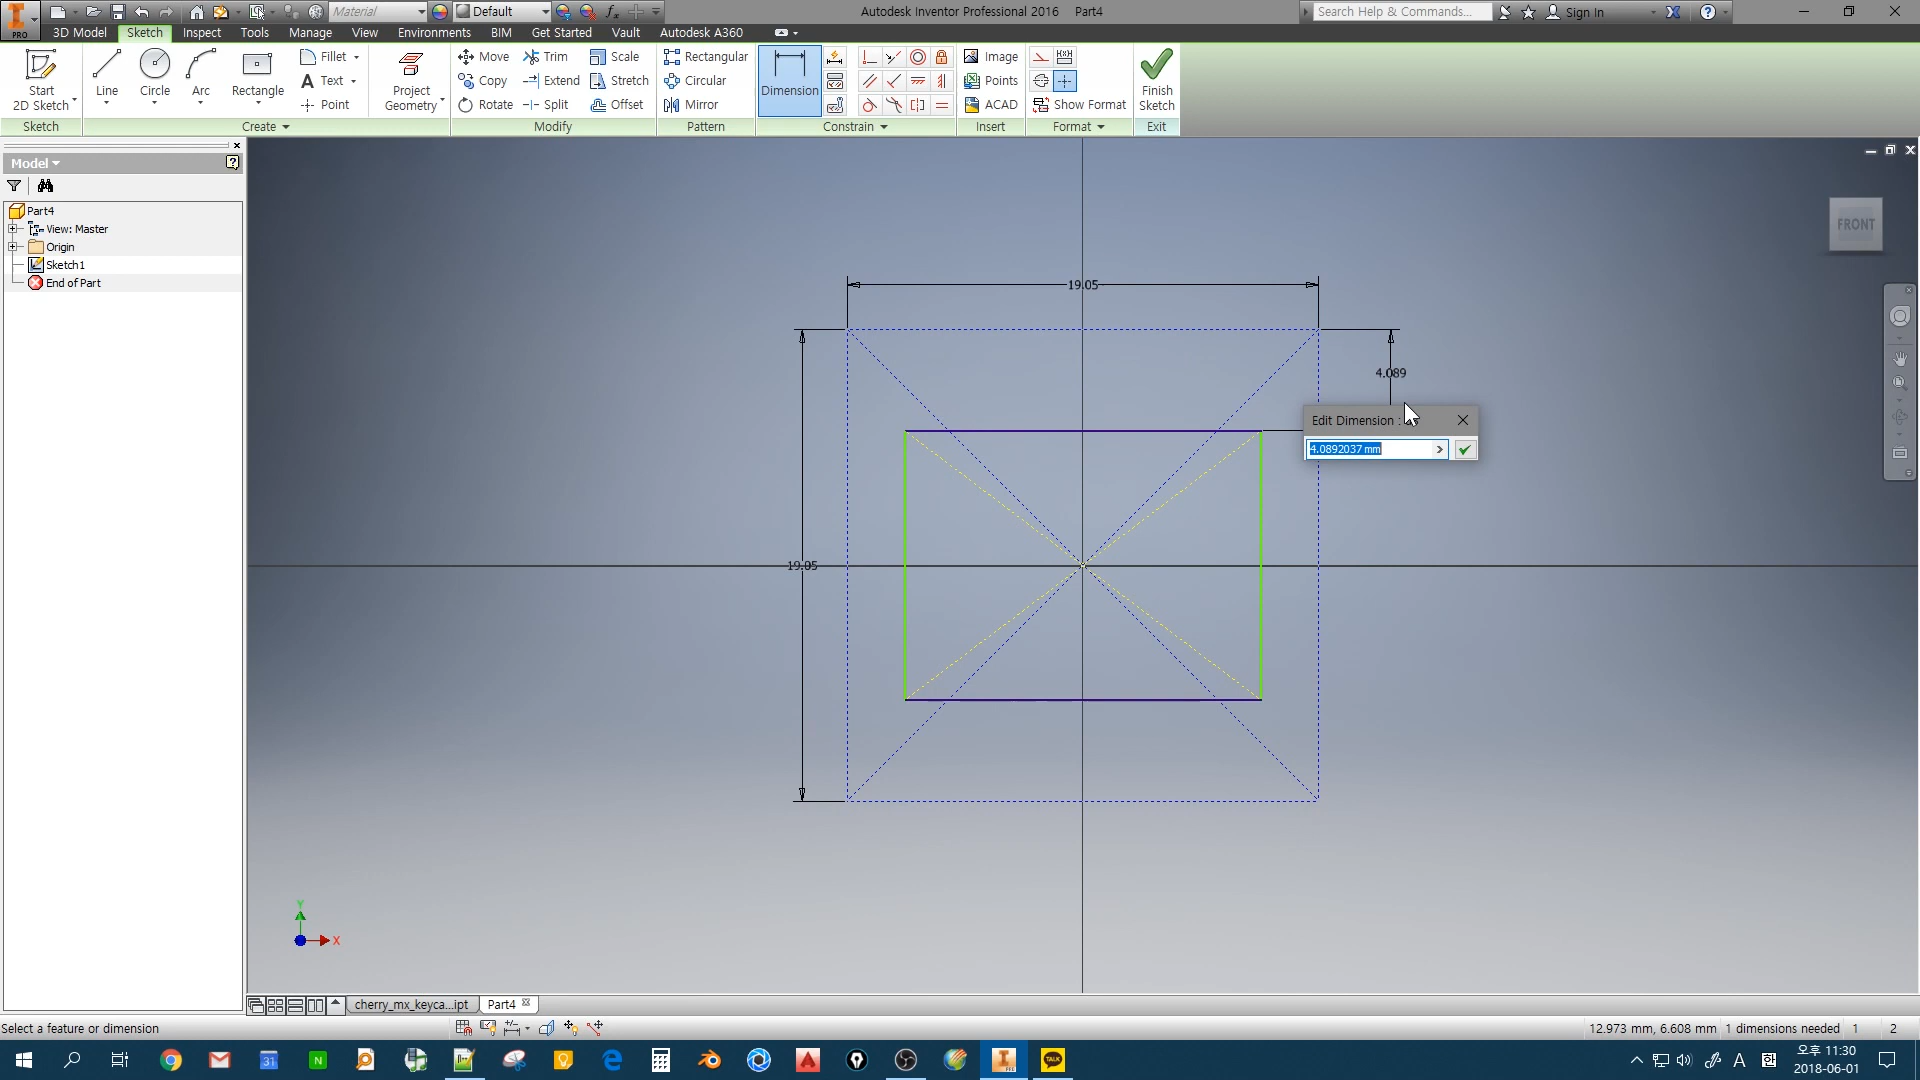 Material
Default
Autodesk Inventor Professional 2016 Part4
Search Help & Commands...
Sign In
PRO
3D Model Sketch Inspect Tools Manage View Environments BIM Get Started Vault Autodesk A360
Start
2D Sketch
Line
Circle
Arc
Rectangle
Fillet
Text
Point
Project
Geometry
Move
Copy
Rotate
Trim
Extend
Split
Scale
Stretch
Offset
Rectangular
Circular
Mirror
Dimension
Image
Points
ACAD
Show Format
Finish
Sketch
Sketch Create Modify Pattern Constrain Insert Format Exit
Model
Part4
View: Master
Origin
Sketch1
End of Part
FRONT
19.05
4.089
Edit Dimension :
4.0892037 mm
19.05
Y
X
cherry_mx_keyca...ipt Part4
Select a feature or dimension
12.973 mm, 6.608 mm 1 dimensions needed 1 2
31
N
TALK
A
오후 11:30
2018-06-01